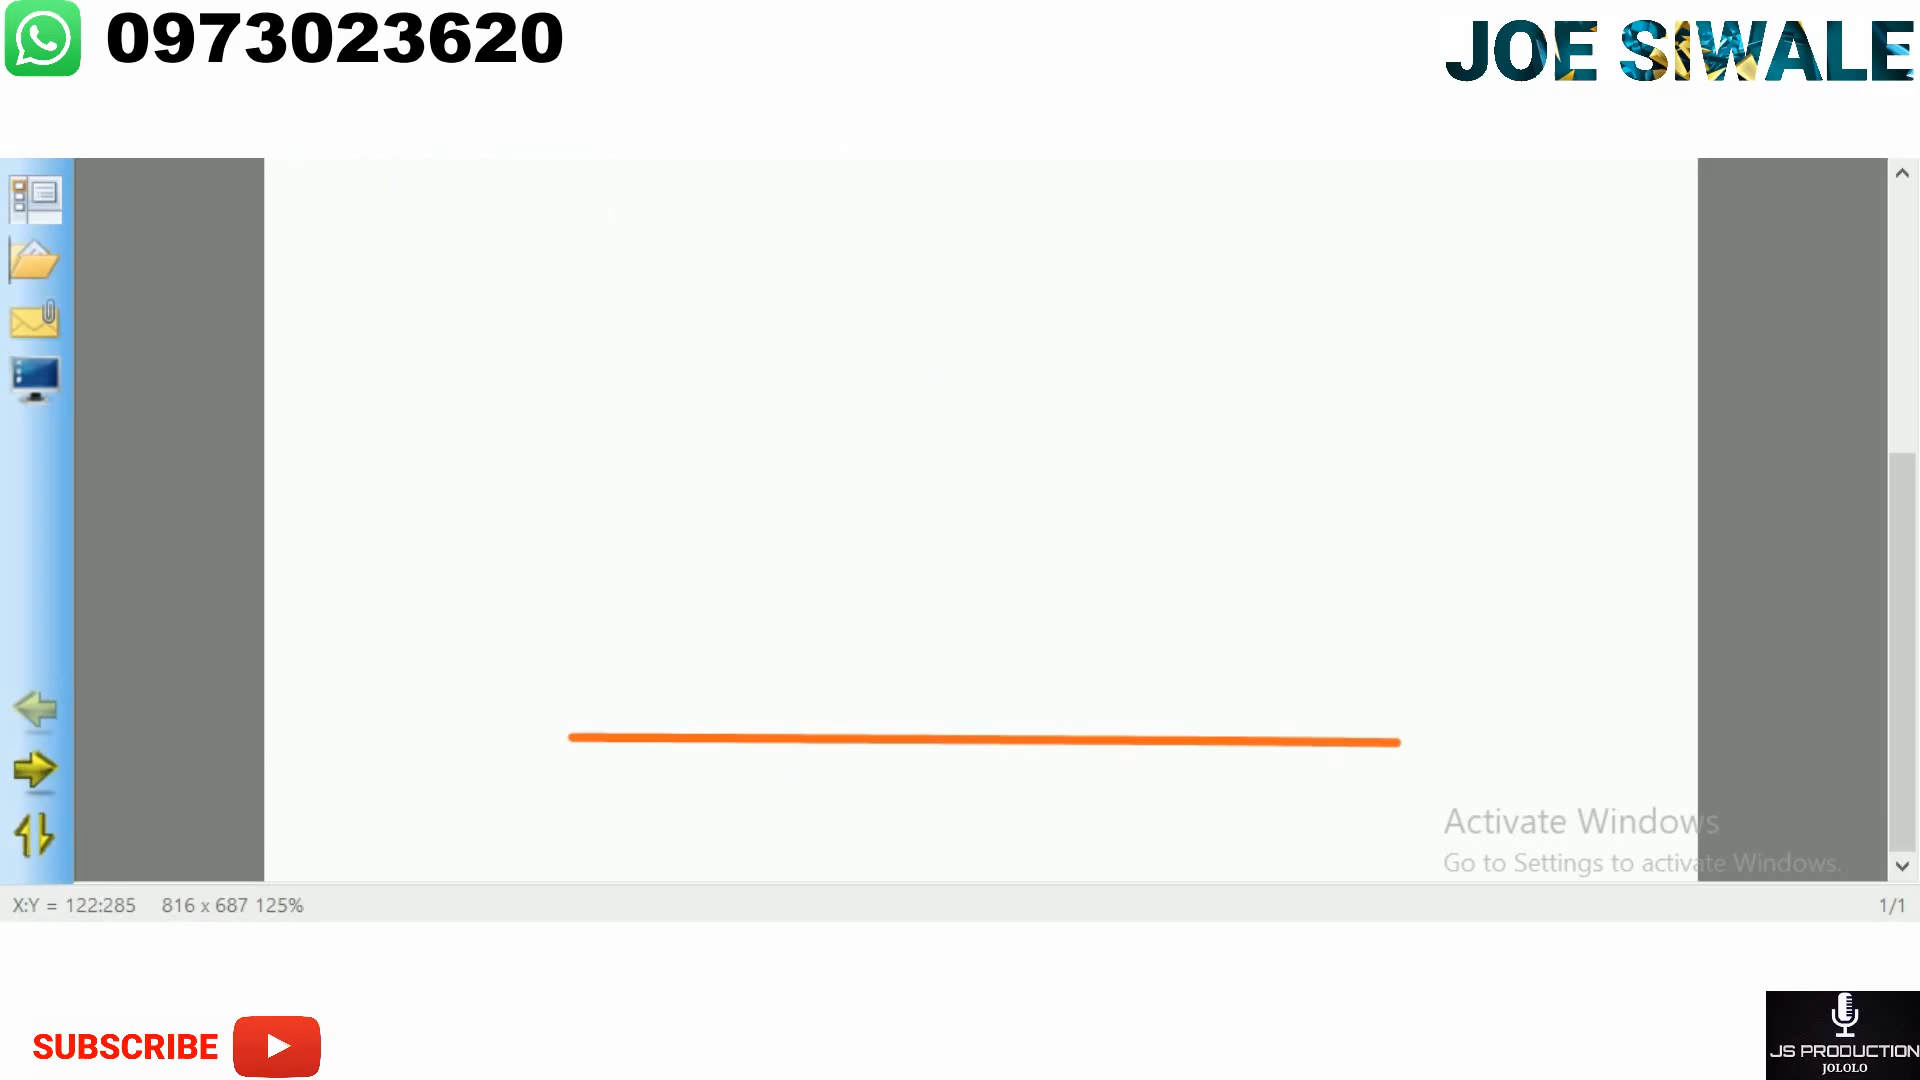 0973023620
JOE SIWALE
Activate Windows
Go to Settings to activate Windows.
X:Y = 122:285 816 x 687 125%
1/1
SUBSCRIBE
JS PRODUCTION
JOLOLO